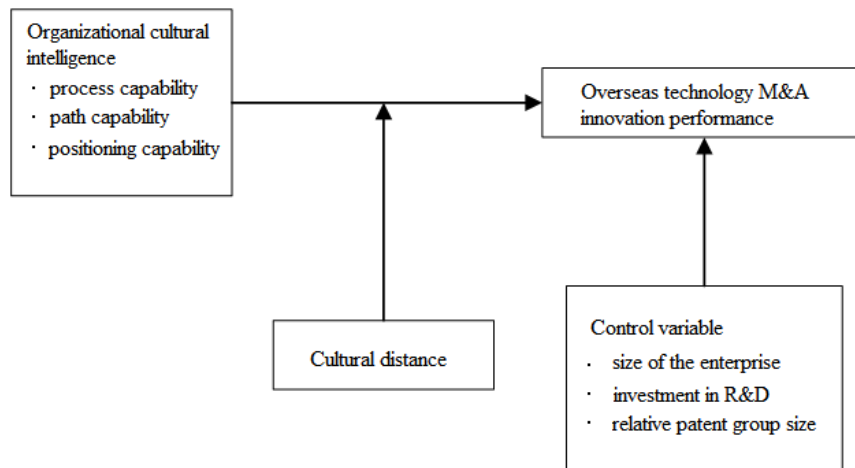 Organizational cultural
intelligence
· process capability
· path capability
· positioning capability
Overseas technology M&A
innovation performance
Cultural distance
Control variable
· size of the enterprise
· investment in R&D
· relative patent group size